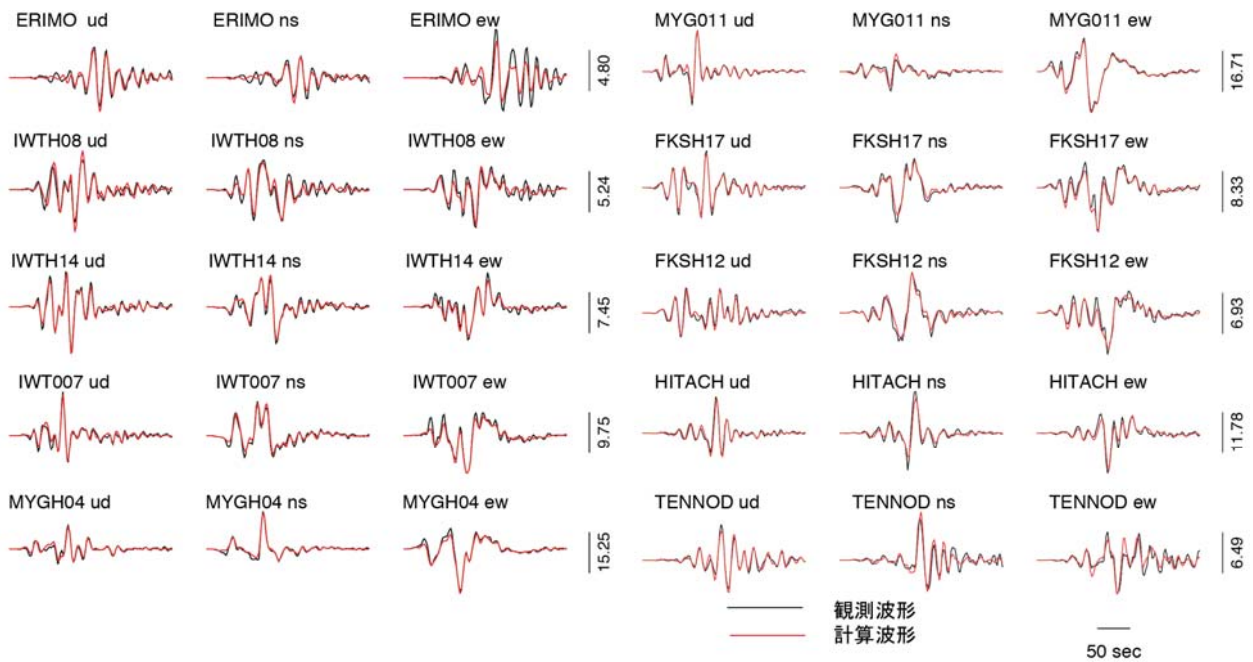 ERIMO ud ERIMO ns ERIMO ew 4.80 MYG011 ud MYG011 ns MYG011 ew 16.71
IWTH08 ud IWTH08 ns IWTH08 ew 5.24 FKSH17 ud FKSH17 ns FKSH17 ew 8.33
IWTH14 ud IWTH14 ns IWTH14 ew 7.45 FKSH12 ud FKSH12 ns FKSH12 ew 6.93
IWT007 ud IWT007 ns IWT007 ew 9.75 HITACH ud HITACH ns HITACH ew 11.78
MYGH04 ud MYGH04 ns MYGH04 ew 15.25 TENNOD ud TENNOD ns TENNOD ew 6.49
観測波形
計算波形
50 sec